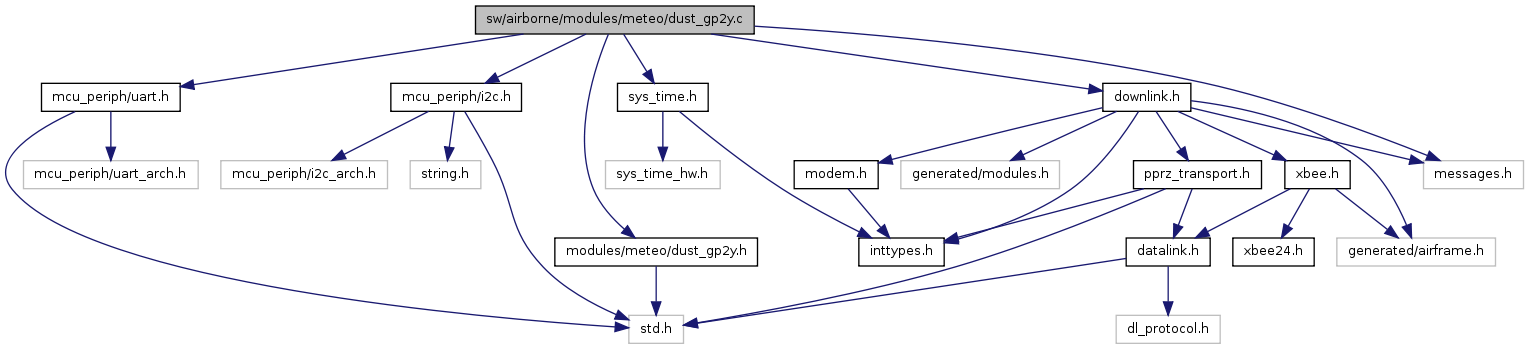 sw/airborne/modules/meteo/dust_gp2y.c
mcu_periph/uart.h
mcu_periph/i2c.h
sys_time.h
downlink.h
mcu_periph/uart_arch.h
mcu_periph/i2c_arch.h
string.h
sys_time_hw.h
modem.h
generated/modules.h
pprz_transport.h
xbee.h
messages.h
modules/meteo/dust_gp2y.h
inttypes.h
datalink.h
xbee24.h
generated/airframe.h
std.h
dl_protocol.h